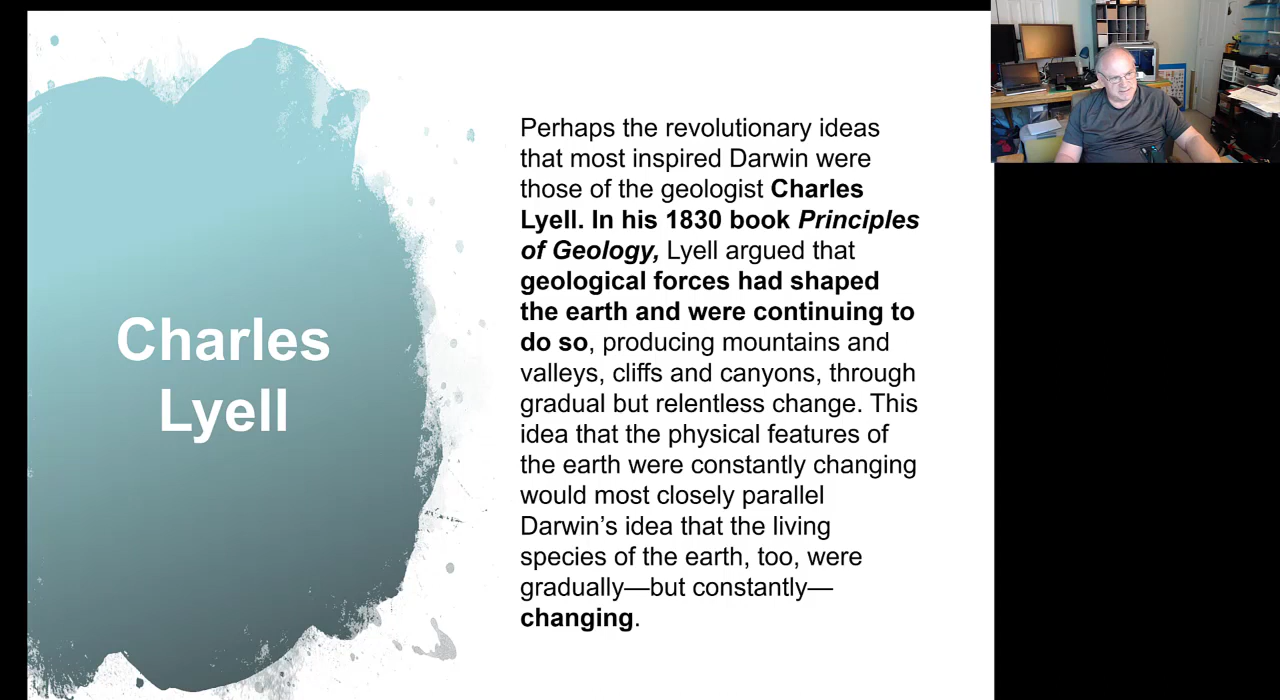 Charles
Lyell
Perhaps the revolutionary ideas
that most inspired Darwin were
those of the geologist Charles
Lyell. In his 1830 book Principles
of Geology, Lyell argued that
geological forces had shaped
the earth and were continuing to
do so, producing mountains and
valleys, cliffs and canyons, through
gradual but relentless change. This
idea that the physical features of
the earth were constantly changing
would most closely parallel
Darwin’s idea that the living
species of the earth, too, were
gradually—but constantly—
changing.